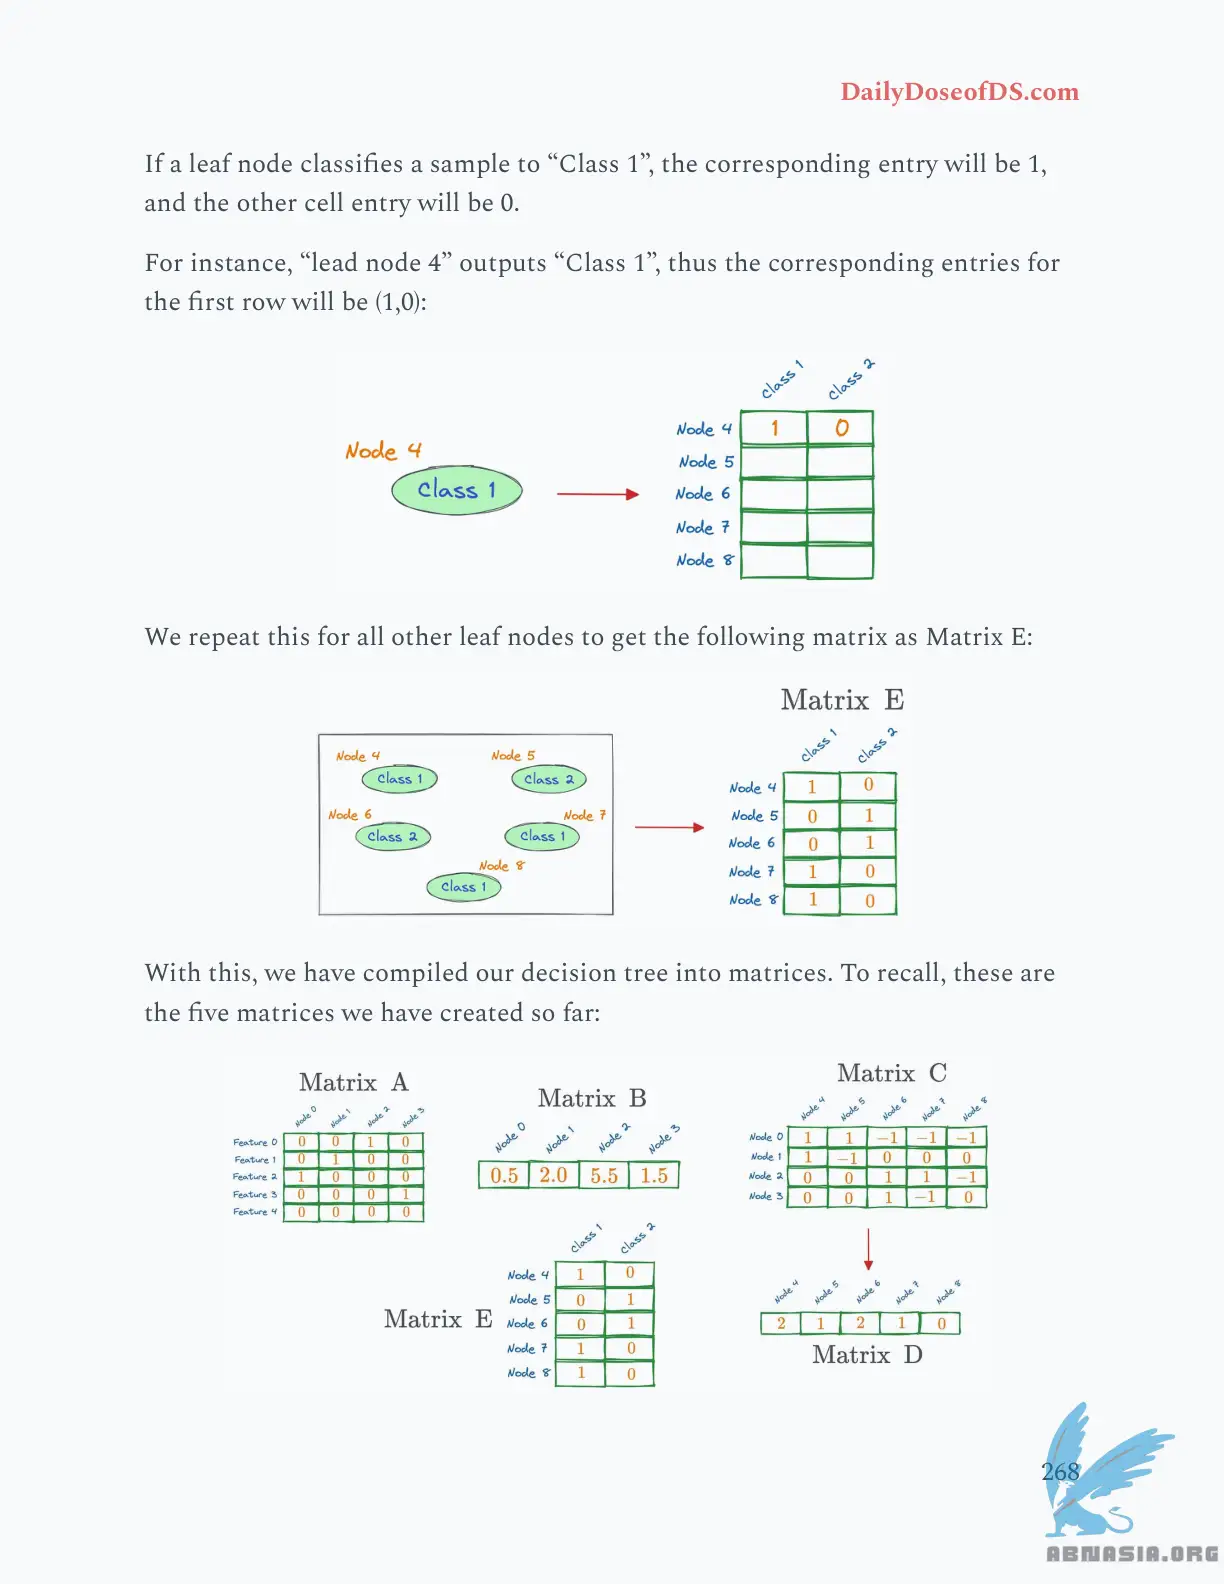 DailyDoseofDS.com
If a leaf node classifies a sample to “Class 1”, the corresponding entry will be 1,
and the other cell entry will be 0.
For instance, “lead node 4” outputs “Class 1”, thus the corresponding entries for
the first row will be (1,0):
Class 1 Class 2
Node 4 1 0
Node 5
Node 6
Node 7
Node 8
Node 4
Class 1
We repeat this for all other leaf nodes to get the following matrix as Matrix E:
Matrix E
Class 1 Class 2
Node 4 Node 5
Class 1 Class 2
Node 6 Node 7
Class 2 Class 1
Node 8
Class 1
Node 4 1 0
Node 5 0 1
Node 6 0 1
Node 7 1 0
Node 8 1 0
With this, we have compiled our decision tree into matrices. To recall, these are
the five matrices we have created so far:
Matrix A
Node 0 Node 1 Node 2 Node 3
Feature 0 0 0 1 0
Feature 1 0 1 0 0
Feature 2 1 0 0 0
Feature 3 0 0 0 1
Feature 4 0 0 0 0
Matrix B
Node 0 Node 1 Node 2 Node 3
0.5 2.0 5.5 1.5
Matrix C
Node 4 Node 5 Node 6 Node 7 Node 8
Node 0 1 1 −1 −1 −1
Node 1 1 −1 0 0 0
Node 2 0 0 1 1 −1
Node 3 0 0 1 −1 0
Matrix E
Class 1 Class 2
Node 4 1 0
Node 5 0 1
Node 6 0 1
Node 7 1 0
Node 8 1 0
Node 4 Node 5 Node 6 Node 7 Node 8
2 1 2 1 0
Matrix D
268
ABNASIA.ORG